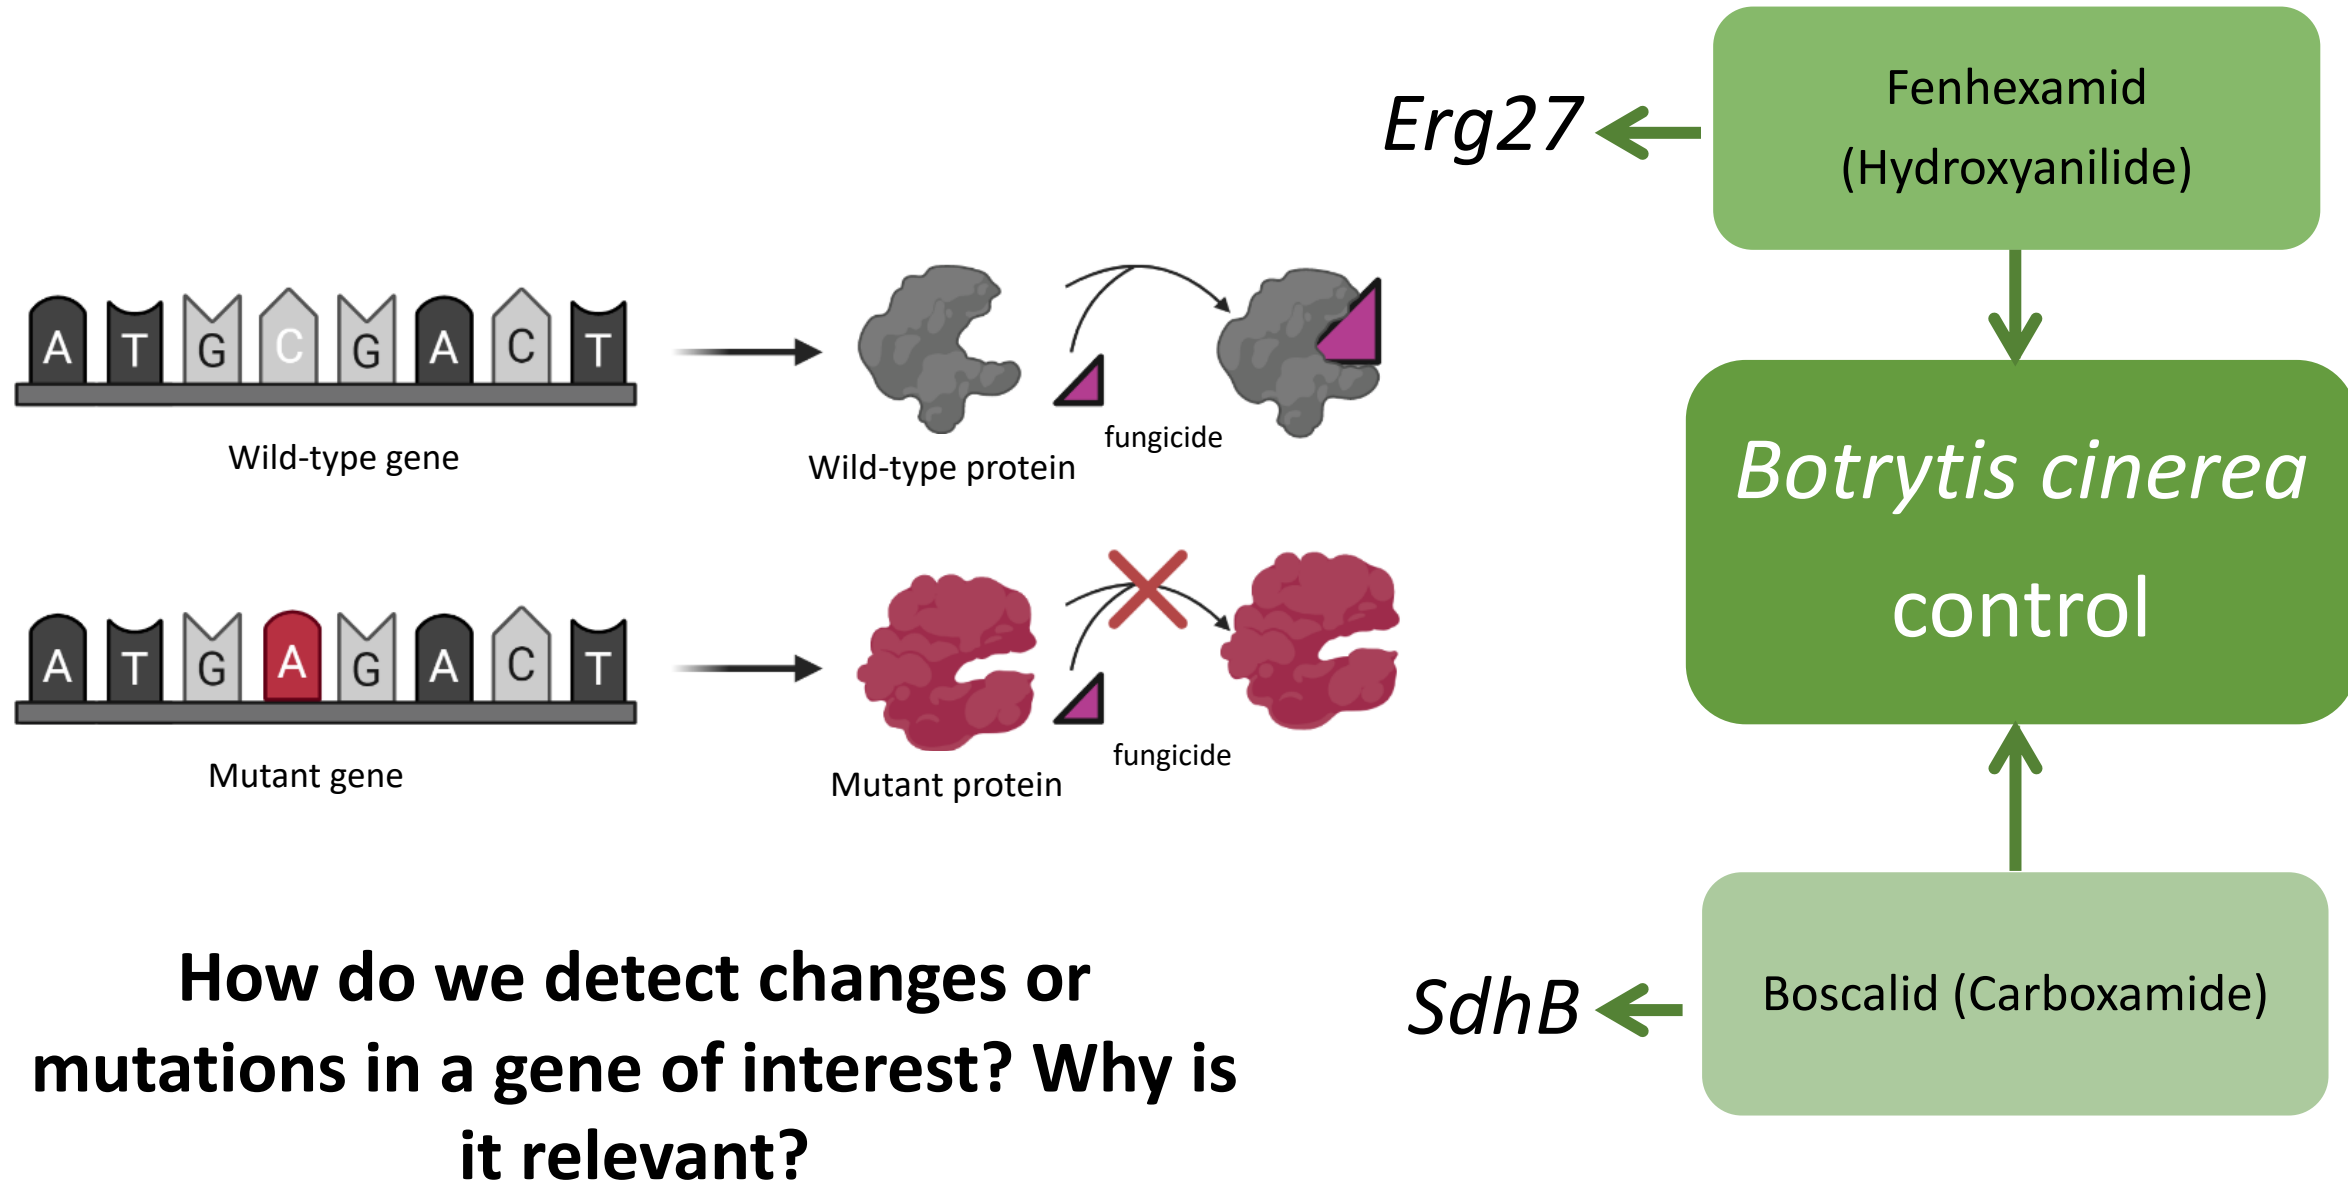 A T G C G A C T
Wild-type gene
Wild-type protein
fungicide
A T G A G A C T
Mutant gene
Mutant protein
fungicide
How do we detect changes or
mutations in a gene of interest? Why is
it relevant?
Erg27
Fenhexamid
(Hydroxyanilide)
Botrytis cinerea
control
SdhB
Boscalid (Carboxamide)